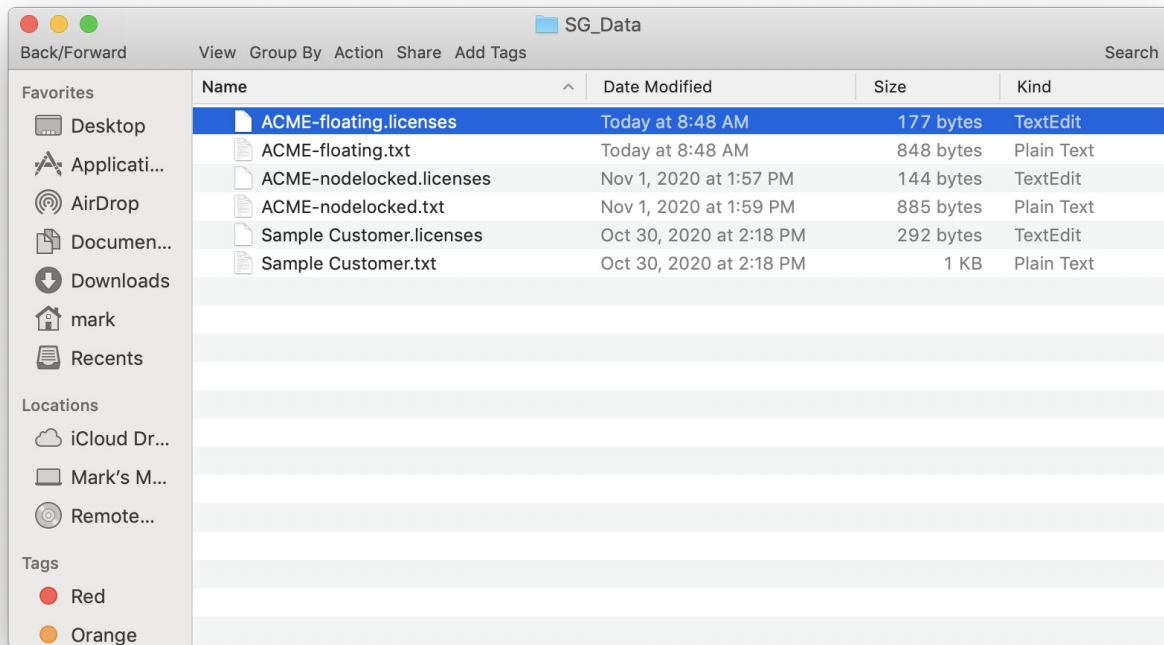 SG_Data
Back/Forward View Group By Action Share Add Tags Search
Favorites
Desktop
Applicati...
AirDrop
Documen...
Downloads
mark
Recents
Locations
iCloud Dr...
Mark's M...
Remote...
Tags
Red
Orange
Name Date Modified Size Kind
ACME-floating.licenses Today at 8:48 AM 177 bytes TextEdit
ACME-floating.txt Today at 8:48 AM 848 bytes Plain Text
ACME-nodelocked.licenses Nov 1, 2020 at 1:57 PM 144 bytes TextEdit
ACME-nodelocked.txt Nov 1, 2020 at 1:59 PM 885 bytes Plain Text
Sample Customer.licenses Oct 30, 2020 at 2:18 PM 292 bytes TextEdit
Sample Customer.txt Oct 30, 2020 at 2:18 PM 1 KB Plain Text